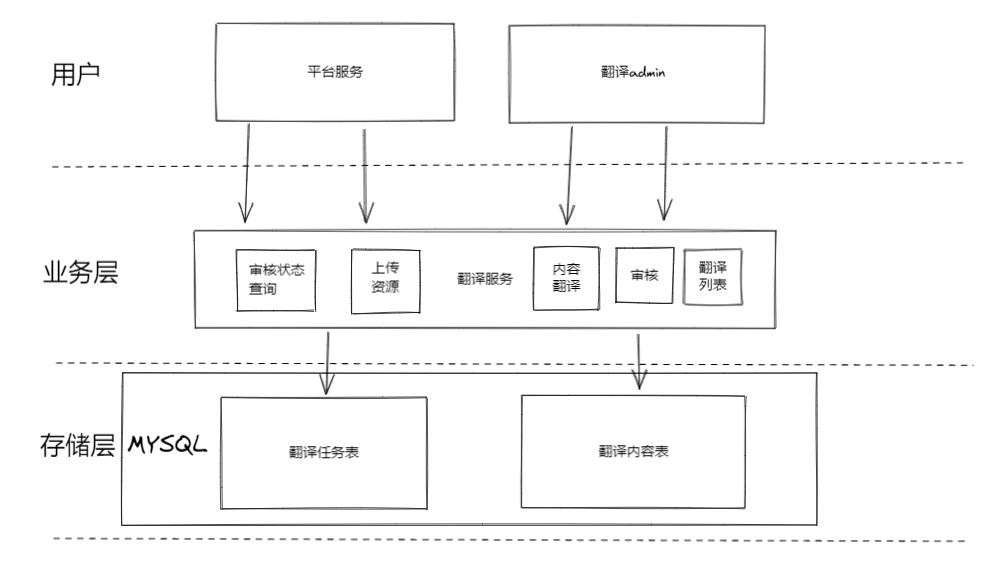 用户
平台服务
翻译admin
业务层
审核状态
查询
上传
资源
翻译服务
内容
翻译
审核
翻译
列表
存储层
MYSQL
翻译任务表
翻译内容表